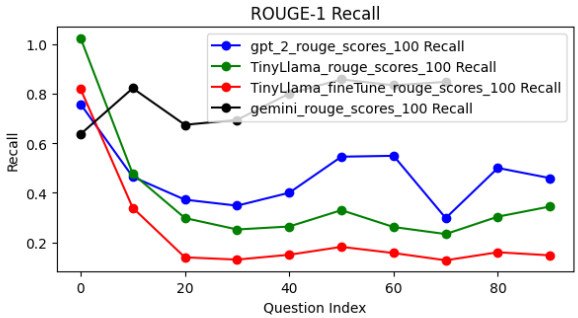 ROUGE-1 Recall
gpt_2_rouge_scores_100 Recall
TinyLlama_rouge_scores_100 Recall
TinyLlama_fineTune_rouge_scores_100 Recall
gemini_rouge_scores_100 Recall
Recall
1.0
0.8
0.6
0.4
0.2
0
20
40
60
80
Question Index